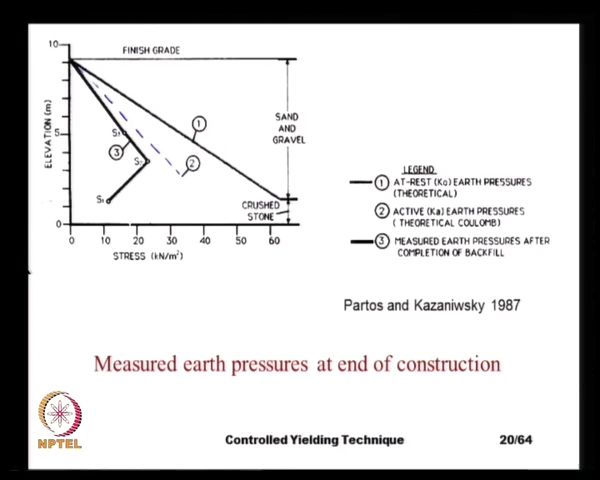 10
FINISH GRADE
ELEVATION (m)
5
0
S₃
S₂
S₁
1
2
3
SAND
AND
GRAVEL
CRUSHED
STONE
0 10 20 30 40 50 60
STRESS (kN/m²)
LEGEND
1 AT-REST (Ko) EARTH PRESSURES
(THEORETICAL)
2 ACTIVE (Ka) EARTH PRESSURES
( THEORETICAL COULOMB)
3 MEASURED EARTH PRESSURES AFTER
COMPLETION OF BACKFILL
Partos and Kazaniwsky 1987
Measured earth pressures at end of construction
NPTEL
Controlled Yielding Technique
20/64